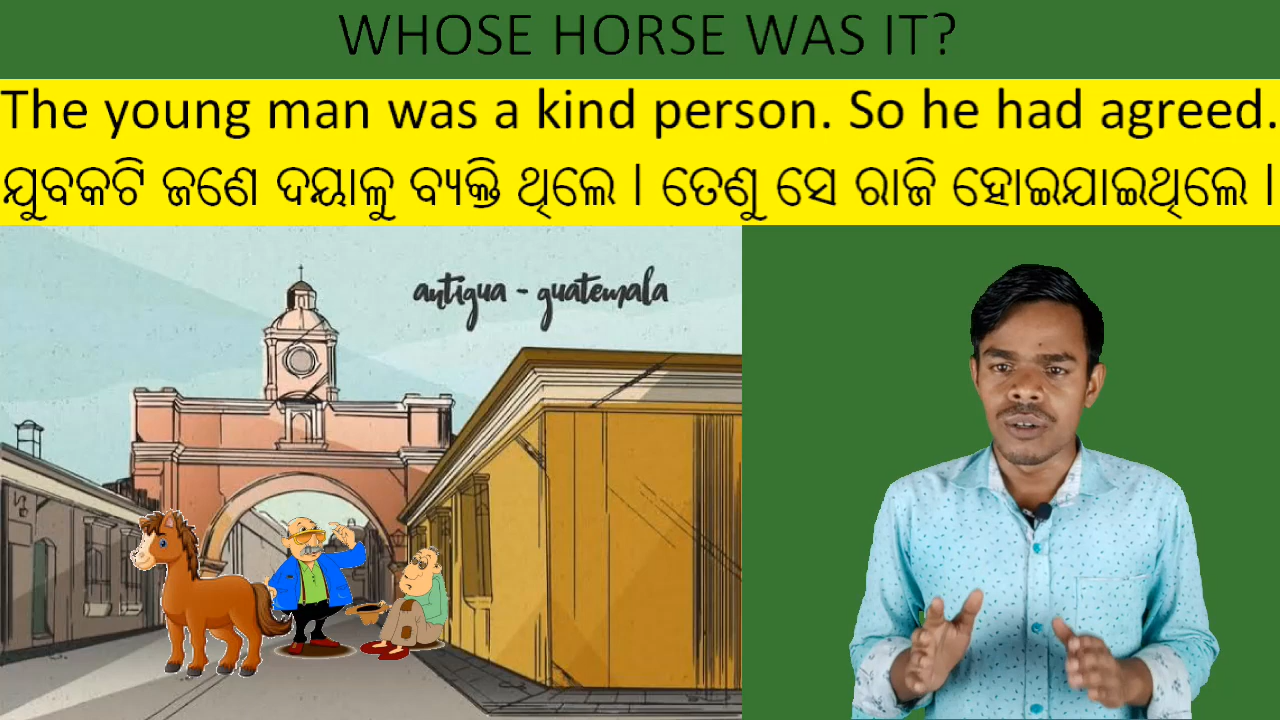 WHOSE HORSE WAS IT?
The young man was a kind person. So he had agreed.
ଯୁବକଟି ଜଣେ ଦୟାଳୁ ବ୍ୟକ୍ତି ଥିଲେ । ତେଣୁ ସେ ରାଜି ହୋଇଯାଇଥିଲେ ।
antigua - guatemala